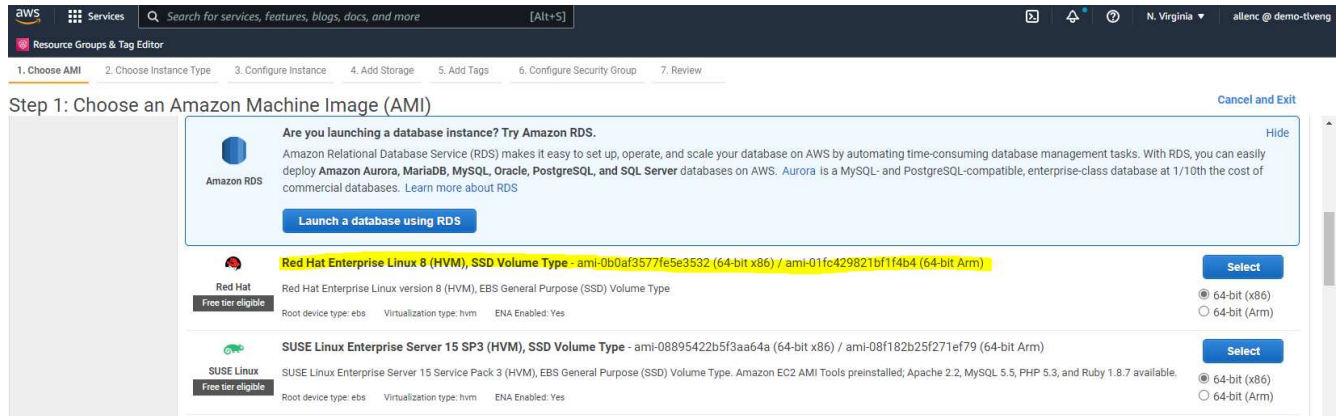 aws Services Search for services, features, blogs, docs, and more [Alt+S] N. Virginia ▼ allenc @ demo-tlveng
Resource Groups & Tag Editor
1. Choose AMI 2. Choose Instance Type 3. Configure Instance 4. Add Storage 5. Add Tags 6. Configure Security Group 7. Review
Step 1: Choose an Amazon Machine Image (AMI) Cancel and Exit
Are you launching a database instance? Try Amazon RDS. Hide
Amazon RDS
Amazon Relational Database Service (RDS) makes it easy to set up, operate, and scale your database on AWS by automating time-consuming database management tasks. With RDS, you can easily
deploy Amazon Aurora, MariaDB, MySQL, Oracle, PostgreSQL, and SQL Server databases on AWS. Aurora is a MySQL- and PostgreSQL-compatible, enterprise-class database at 1/10th the cost of
commercial databases. Learn more about RDS
Launch a database using RDS
Red Hat Enterprise Linux 8 (HVM), SSD Volume Type - ami-0b0af3577fe5e3532 (64-bit x86) / ami-01fc429821bf1f4b4 (64-bit Arm)
Red Hat
Free tier eligible
Red Hat Enterprise Linux version 8 (HVM), EBS General Purpose (SSD) Volume Type
Root device type: ebs Virtualization type: hvm ENA Enabled: Yes
Select
64-bit (x86)
64-bit (Arm)
SUSE Linux Enterprise Server 15 SP3 (HVM), SSD Volume Type - ami-08895422b5f3aa64a (64-bit x86) / ami-08f182b25f271ef79 (64-bit Arm)
SUSE Linux
Free tier eligible
SUSE Linux Enterprise Server 15 Service Pack 3 (HVM), EBS General Purpose (SSD) Volume Type. Amazon EC2 AMI Tools preinstalled; Apache 2.2, MySQL 5.5, PHP 5.3, and Ruby 1.8.7 available.
Root device type: ebs Virtualization type: hvm ENA Enabled: Yes
Select
64-bit (x86)
64-bit (Arm)